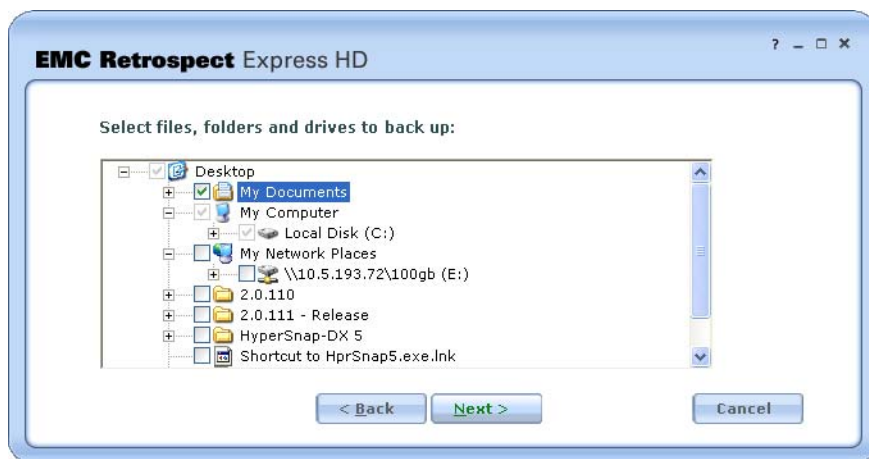 EMC Retrospect Express HD
Select files, folders and drives to back up:
Desktop
My Documents
My Computer
Local Disk (C:)
My Network Places
\\10.5.193.72\100gb (E:)
2.0.110
2.0.111 - Release
HyperSnap-DX 5
Shortcut to HprSnap5.exe.lnk
< Back Next > Cancel